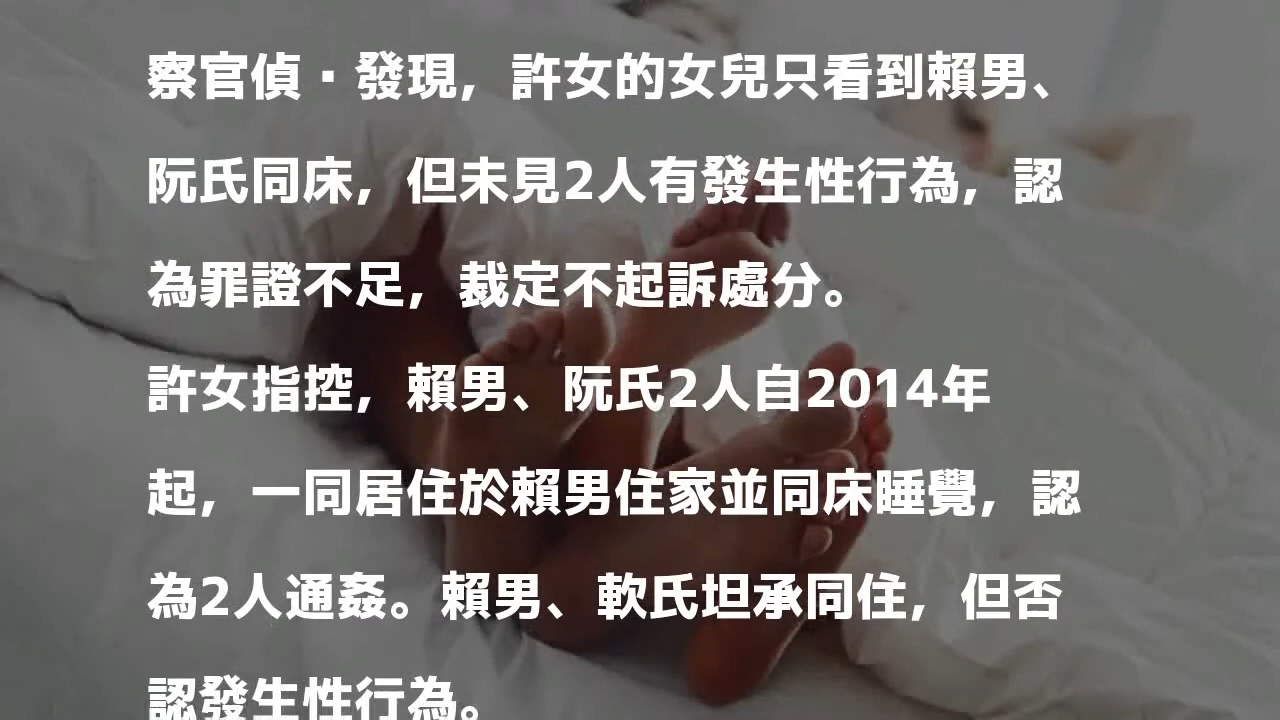 察官偵·發現，許女的女兒只看到賴男、
阮氏同床，但未見2人有發生性行為，認
為罪證不足，裁定不起訴處分。
許女指控，賴男、阮氏2人自2014年
起，一同居住於賴男住家並同床睡覺，認
為2人通姦。賴男、軟氏坦承同住，但否
認發生性行為。